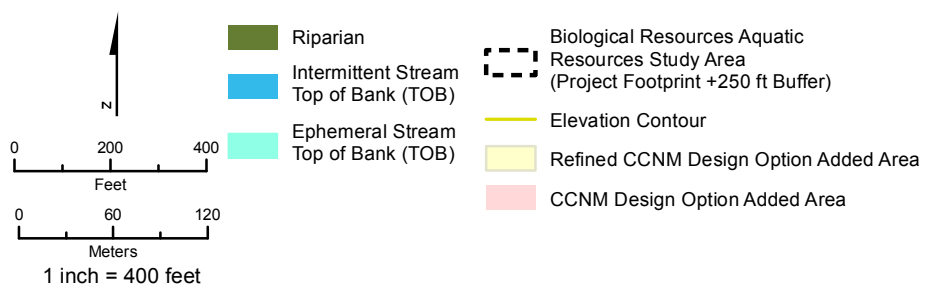 N
0 200 400
Feet
0 60 120
Meters
1 inch = 400 feet
Riparian
Intermittent Stream
Top of Bank (TOB)
Ephemeral Stream
Top of Bank (TOB)
Biological Resources Aquatic
Resources Study Area
(Project Footprint +250 ft Buffer)
Elevation Contour
Refined CCNM Design Option Added Area
CCNM Design Option Added Area